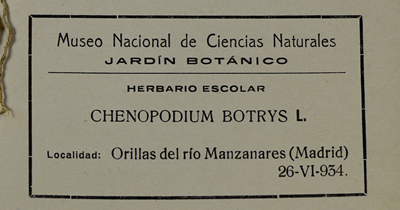 Museo Nacional de Ciencias Naturales
JARDÍN BOTÁNICO
HERBARIO ESCOLAR
CHENOPODIUM BOTRYS L.
Localidad: Orillas del río Manzanares (Madrid)
26-VI-934.